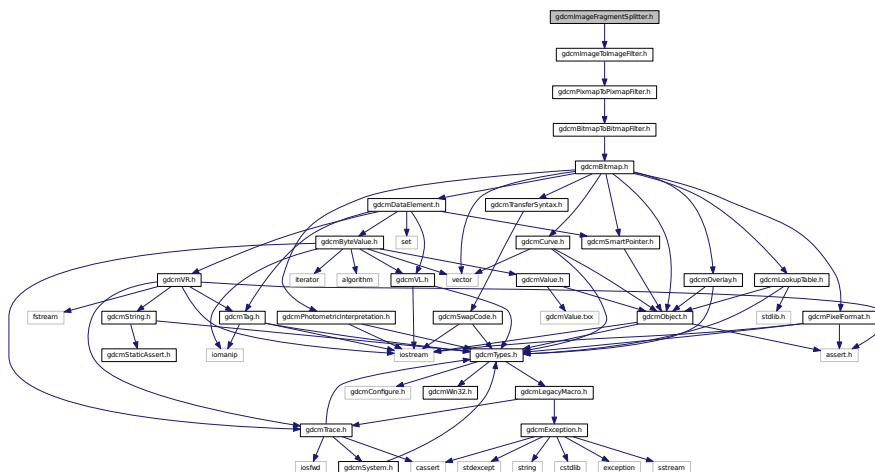 gdcmImageFragmentSplitter.h
gdcmImageToImageFilter.h
gdcmPixmapToPixmapFilter.h
gdcmBitmapToBitmapFilter.h
gdcmBitmap.h
gdcmDataElement.h gdcmTransferSyntax.h
gdcmByteValue.h set gdcmCurve.h gdcmSmartPointer.h
gdcmVR.h iterator algorithm gdcmVL.h vector gdcmValue.h gdcmOverlay.h gdcmLookupTable.h
fstream gdcmString.h gdcmTag.h gdcmPhotometricInterpretation.h gdcmSwapCode.h gdcmValue.txx gdcmObject.h stdlib.h gdcmPixelFormat.h
gdcmStaticAssert.h iomanip iostream gdcmTypes.h assert.h
gdcmConfigure.h gdcmWin32.h gdcmLegacyMacro.h
gdcmTrace.h gdcmException.h
iosfwd gdcmSystem.h cassert stdexcept string cstdlib exception sstream